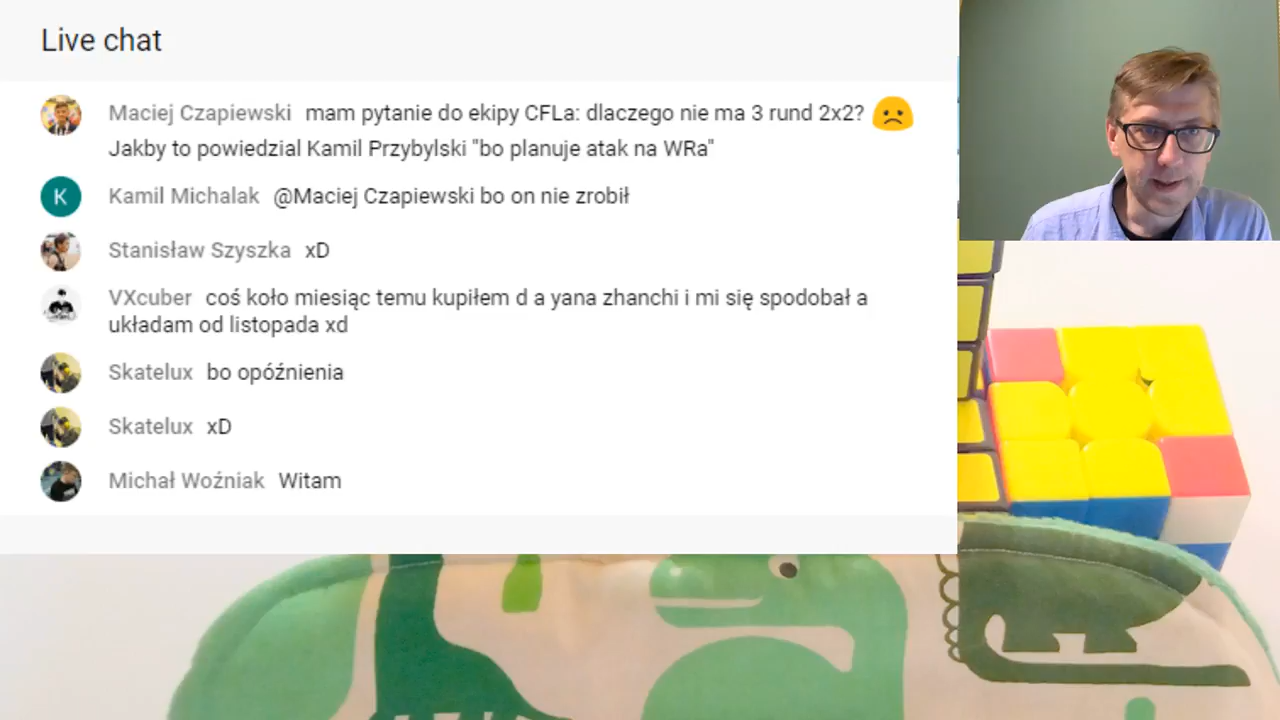 Live chat
Maciej Czapiewski mam pytanie do ekipy CFLa: dlaczego nie ma 3 rund 2x2?
Jakby to powiedzial Kamil Przybylski "bo planuje atak na WRa"
K
Kamil Michalak @Maciej Czapiewski bo on nie zrobił
Stanisław Szyszka xD
VXcuber coś koło miesiąc temu kupiłem d a yana zhanchi i mi się spodobał a
układam od listopada xd
Skatelux bo opóźnienia
Skatelux xD
Michał Woźniak Witam